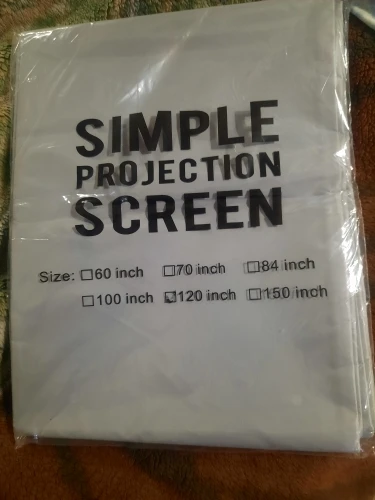 SIMPLE
PROJECTION
SCREEN
Size: ☐60 inch ☐70 inch ☐84 inch
☐100 inch ☑120 inch ☐150 inch